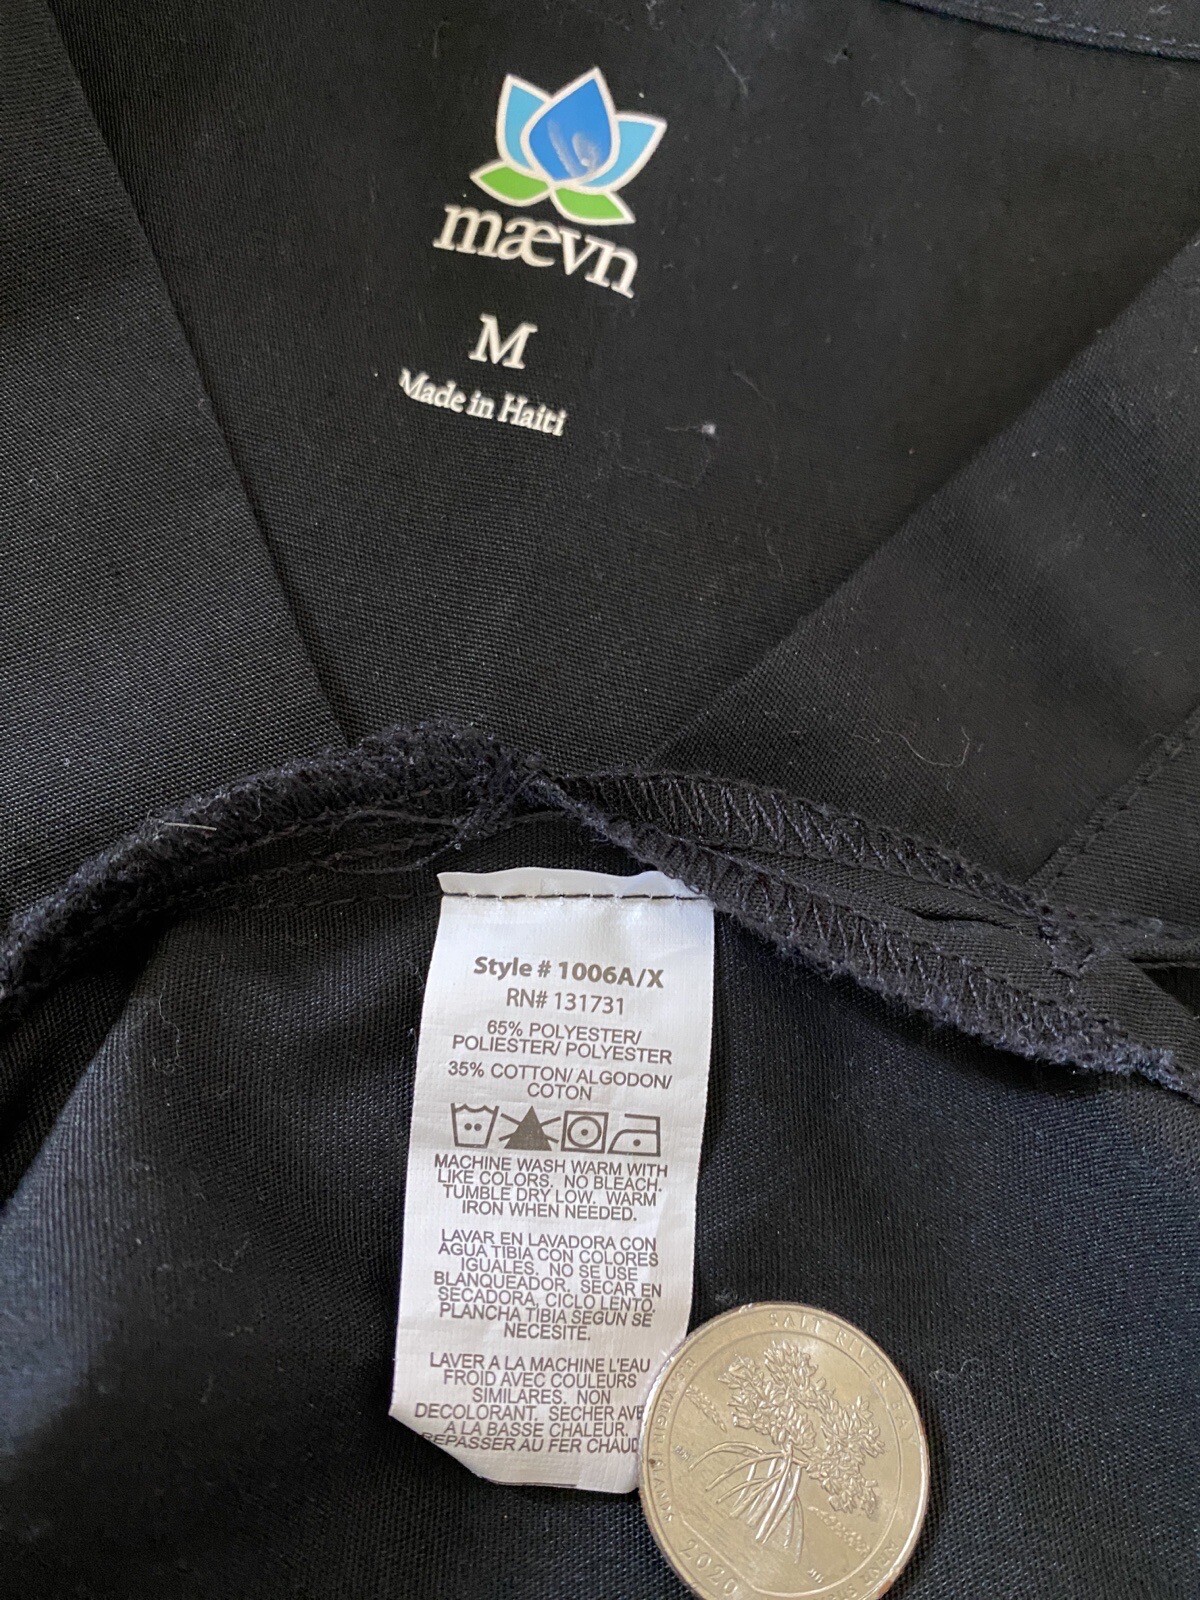 mævn
M
Made in Haiti
Style # 1006A/X
RN# 131731
65% POLYESTER/
POLIESTER/ POLYESTER
35% COTTON/ ALGODON/
COTON
MACHINE WASH WARM WITH
LIKE COLORS. NO BLEACH.
TUMBLE DRY LOW. WARM
IRON WHEN NEEDED.
LAVAR EN LAVADORA CON
AGUA TIBIA CON COLORES
IGUALES. NO SE USE
BLANQUEADOR. SECAR EN
SECADORA, CICLO LENTO.
PLANCHA TIBIA SEGUN SE
NECESITE.
LAVER A LA MACHINE L'EAU
FROID AVEC COULEURS
SIMILARES. NON
DECOLORANT. SECHER AVE
A LA BASSE CHALEUR.
REPASSER AU FER CHAUD
SALT RIVER BAY
2020